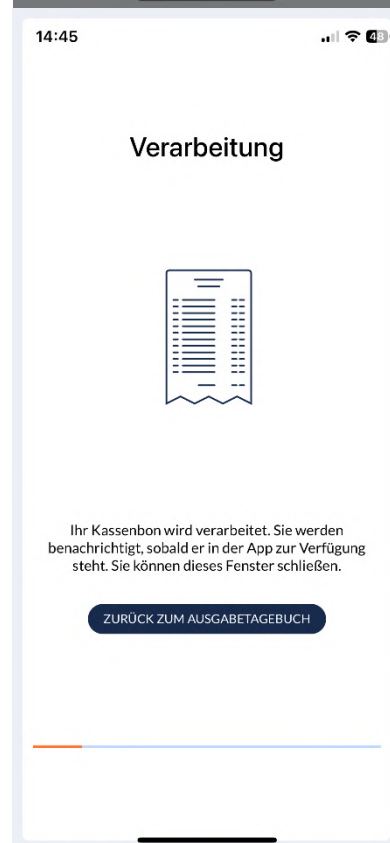 14:45
48
Verarbeitung
Ihr Kassenbon wird verarbeitet. Sie werden
benachrichtigt, sobald er in der App zur Verfügung
steht. Sie können dieses Fenster schließen.
ZURÜCK ZUM AUSGABETAGEBUCH